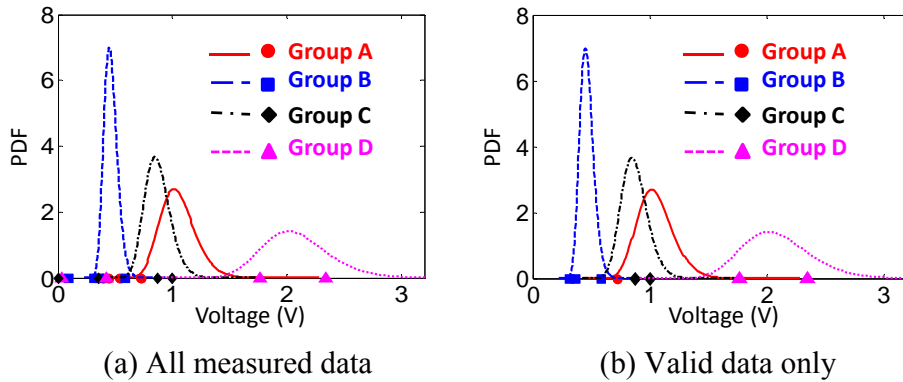 8
6
4
2
0
PDF
Group A
Group B
Group C
Group D
0 1 2 3
Voltage (V)
(a) All measured data
8
6
4
2
0
PDF
Group A
Group B
Group C
Group D
0 1 2 3
Voltage (V)
(b) Valid data only